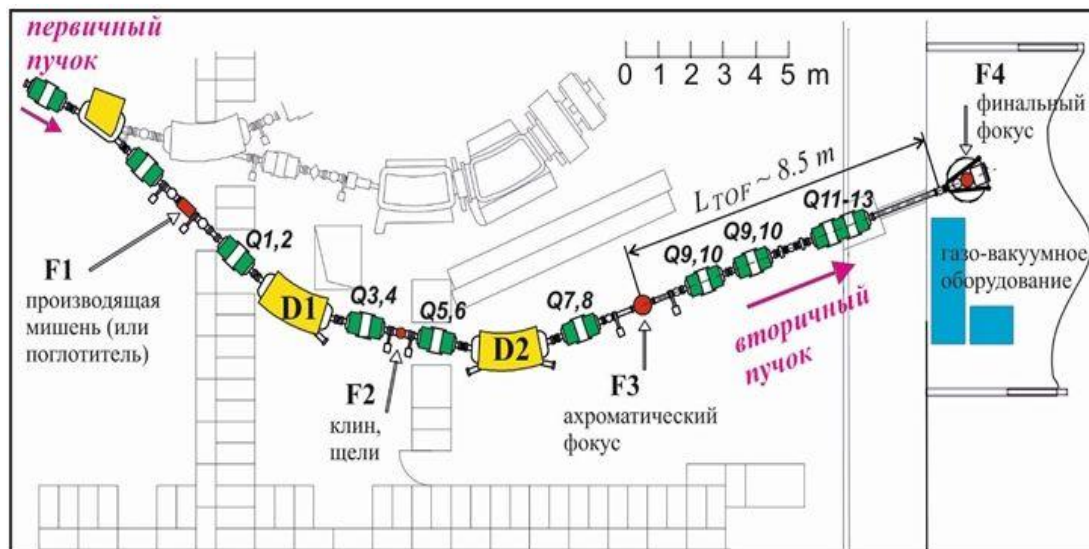 первичный
пучок
0 1 2 3 4 5 m
F4
финальный
фокус
L TOF ~ 8.5 m
Q11-13
Q9,10
Q9,10
Q1,2
F1
производящая
мишень (или
поглотитель)
D1
Q3,4
Q5,6
F2
клин,
щели
D2
Q7,8
F3
ахроматический
фокус
вторичный
пучок
газо-вакуумное
оборудование